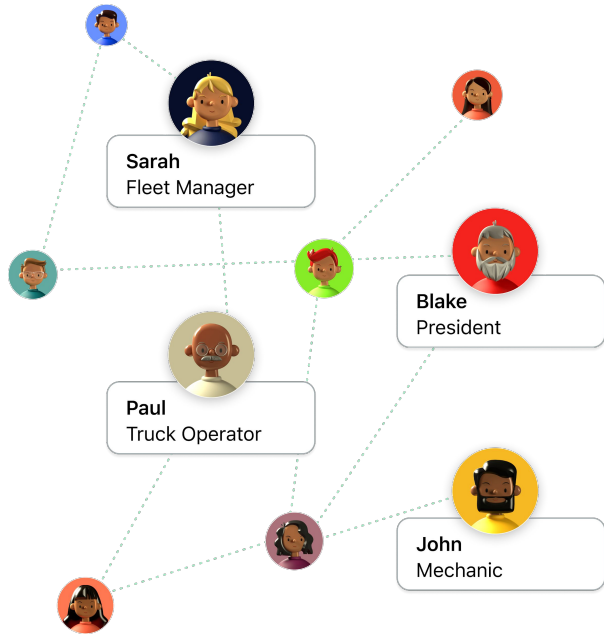 Sarah
Fleet Manager
Blake
President
Paul
Truck Operator
John
Mechanic